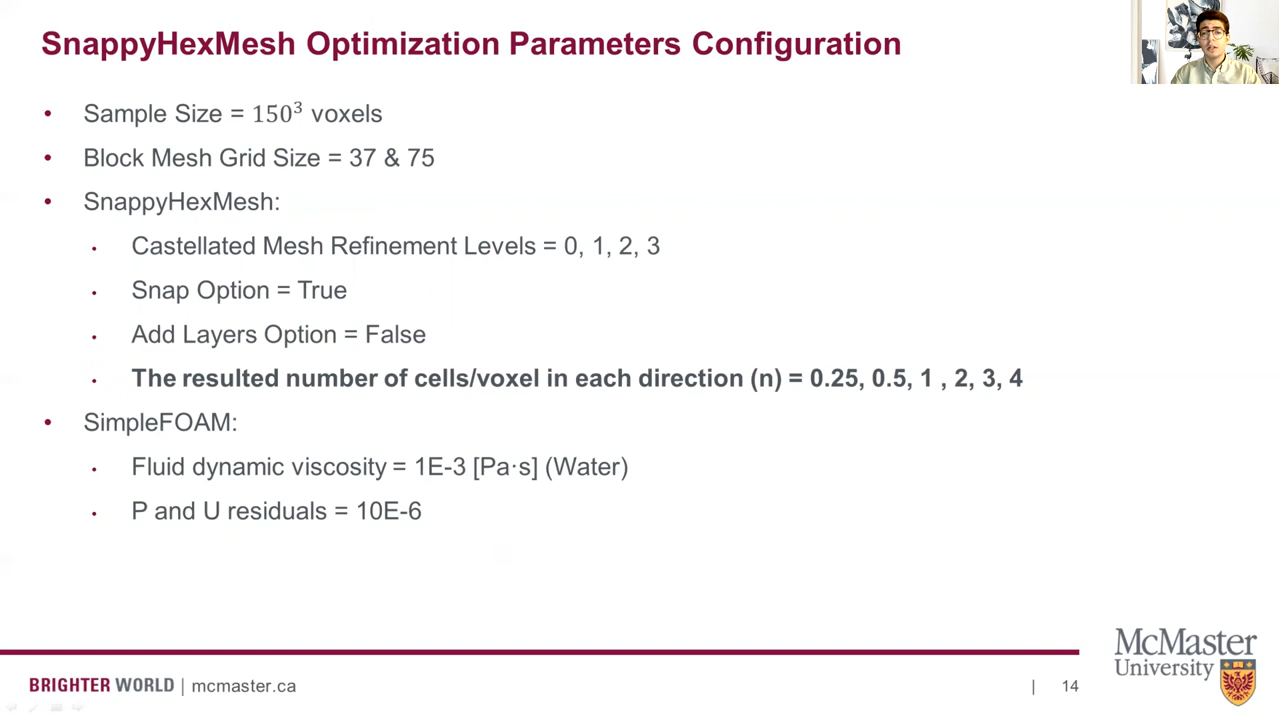 SnappyHexMesh Optimization Parameters Configuration
• Sample Size = 150³ voxels
• Block Mesh Grid Size = 37 & 75
• SnappyHexMesh:
• Castellated Mesh Refinement Levels = 0, 1, 2, 3
• Snap Option = True
• Add Layers Option = False
• The resulted number of cells/voxel in each direction (n) = 0.25, 0.5, 1 , 2, 3, 4
• SimpleFOAM:
• Fluid dynamic viscosity = 1E-3 [Pa·s] (Water)
• P and U residuals = 10E-6
McMaster
University
BRIGHTER WORLD | mcmaster.ca
| 14